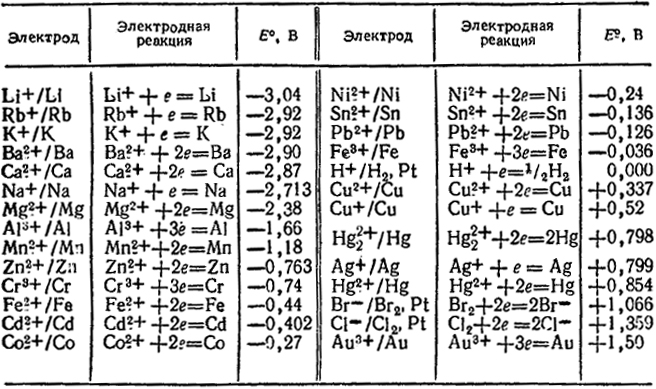 Электрод Электродная реакция E°, В Электрод Электродная реакция E°, В
Li+/Li Li+ + e = Li —3,04 Ni2+/Ni Ni2+ +2e=Ni —0,24
Rb+/Rb Rb+ + e = Rb —2,92 Sn2+/Sn Sn2+ +2e=Sn —0,136
K+/K K+ + e = K —2,92 Pb2+/Pb Pb2+ +2e=Pb —0,126
Ba2+/Ba Ba2+ + 2e=Ba —2,90 Fe3+/Fe Fe3+ +3e=Fe —0,036
Ca2+/Ca Ca2+ +2e = Ca —2,87 H+/H2, Pt H+ +e=1/2H2 0,000
Na+/Na Na+ + e = Na —2,713 Cu2+/Cu Cu2+ +2e=Cu +0,337
Mg2+/Mg Mg2+ +2e=Mg —2,38 Cu+/Cu Cu+ +e = Cu +0,52
Al3+/Al Al3+ +3e =Al —1,66 Hg2 2+/Hg Hg2 2+ +2e=2Hg +0,798
Mn2+/Mn Mn2+ +2e=Mn —1,18
Zn2+/Zn Zn2+ +2e=Zn —0,763 Ag+/Ag Ag+ + e = Ag +0,799
Cr3+/Cr Cr3+ +3e=Cr —0,74 Hg2+/Hg Hg2+ +2e=Hg +0,854
Fe2+/Fe Fe2+ +2e=Fe —0,44 Br—/Br2, Pt Br2+2e=2Br— +1,066
Cd2+/Cd Cd2+ +2e=Cd —0,402 Cl—/Cl2, Pt Cl2+2e =2Cl— +1,359
Co2+/Co Co2+ +2e=Co —0,27 Au3+/Au Au3+ +3e=Au +1,50